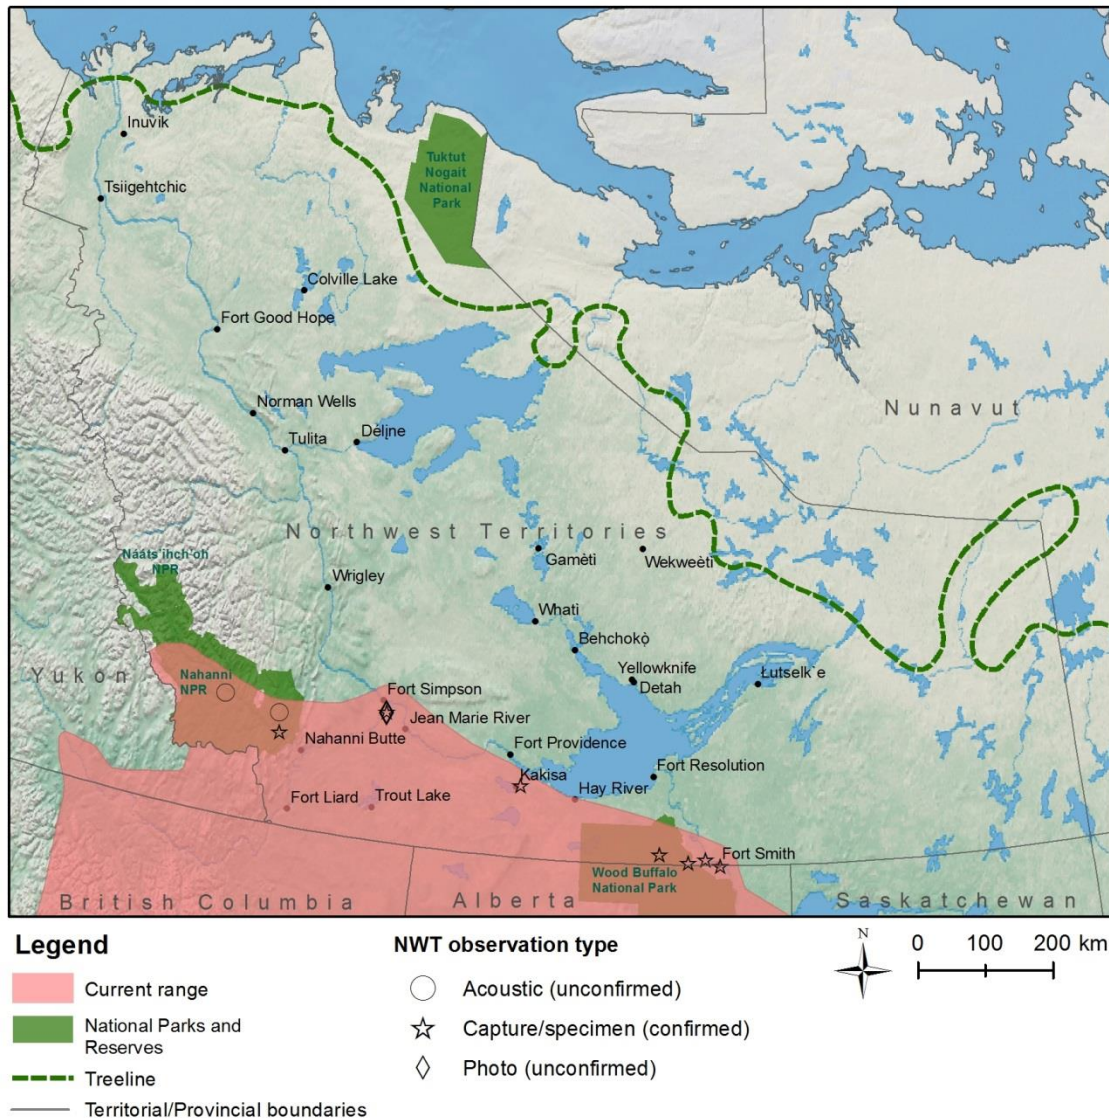 Inuvik
Tuktut
Nogait
National
Park
Tsiigehtchic
Colville Lake
Fort Good Hope
Norman Wells
Délı̨ne
Tulita
Nunavut
Northwest Territories
Nááts'ihch'oh
NPR
Gamètì
Wekweètì
Wrigley
Whatì
Behchokǫ̀
Yukon
Nahanni
NPR
Yellowknife
Detah
Łutselk`e
Fort Simpson
Jean Marie River
Nahanni Butte
Fort Providence
Kakisa
Fort Resolution
Hay River
Fort Liard
Trout Lake
Fort Smith
Wood Buffalo
National Park
British Columbia
Alberta
Saskatchewan
Legend
Current range
National Parks and
Reserves
Treeline
Territorial/Provincial boundaries
NWT observation type
Acoustic (unconfirmed)
Capture/specimen (confirmed)
Photo (unconfirmed)
N
0 100 200 km